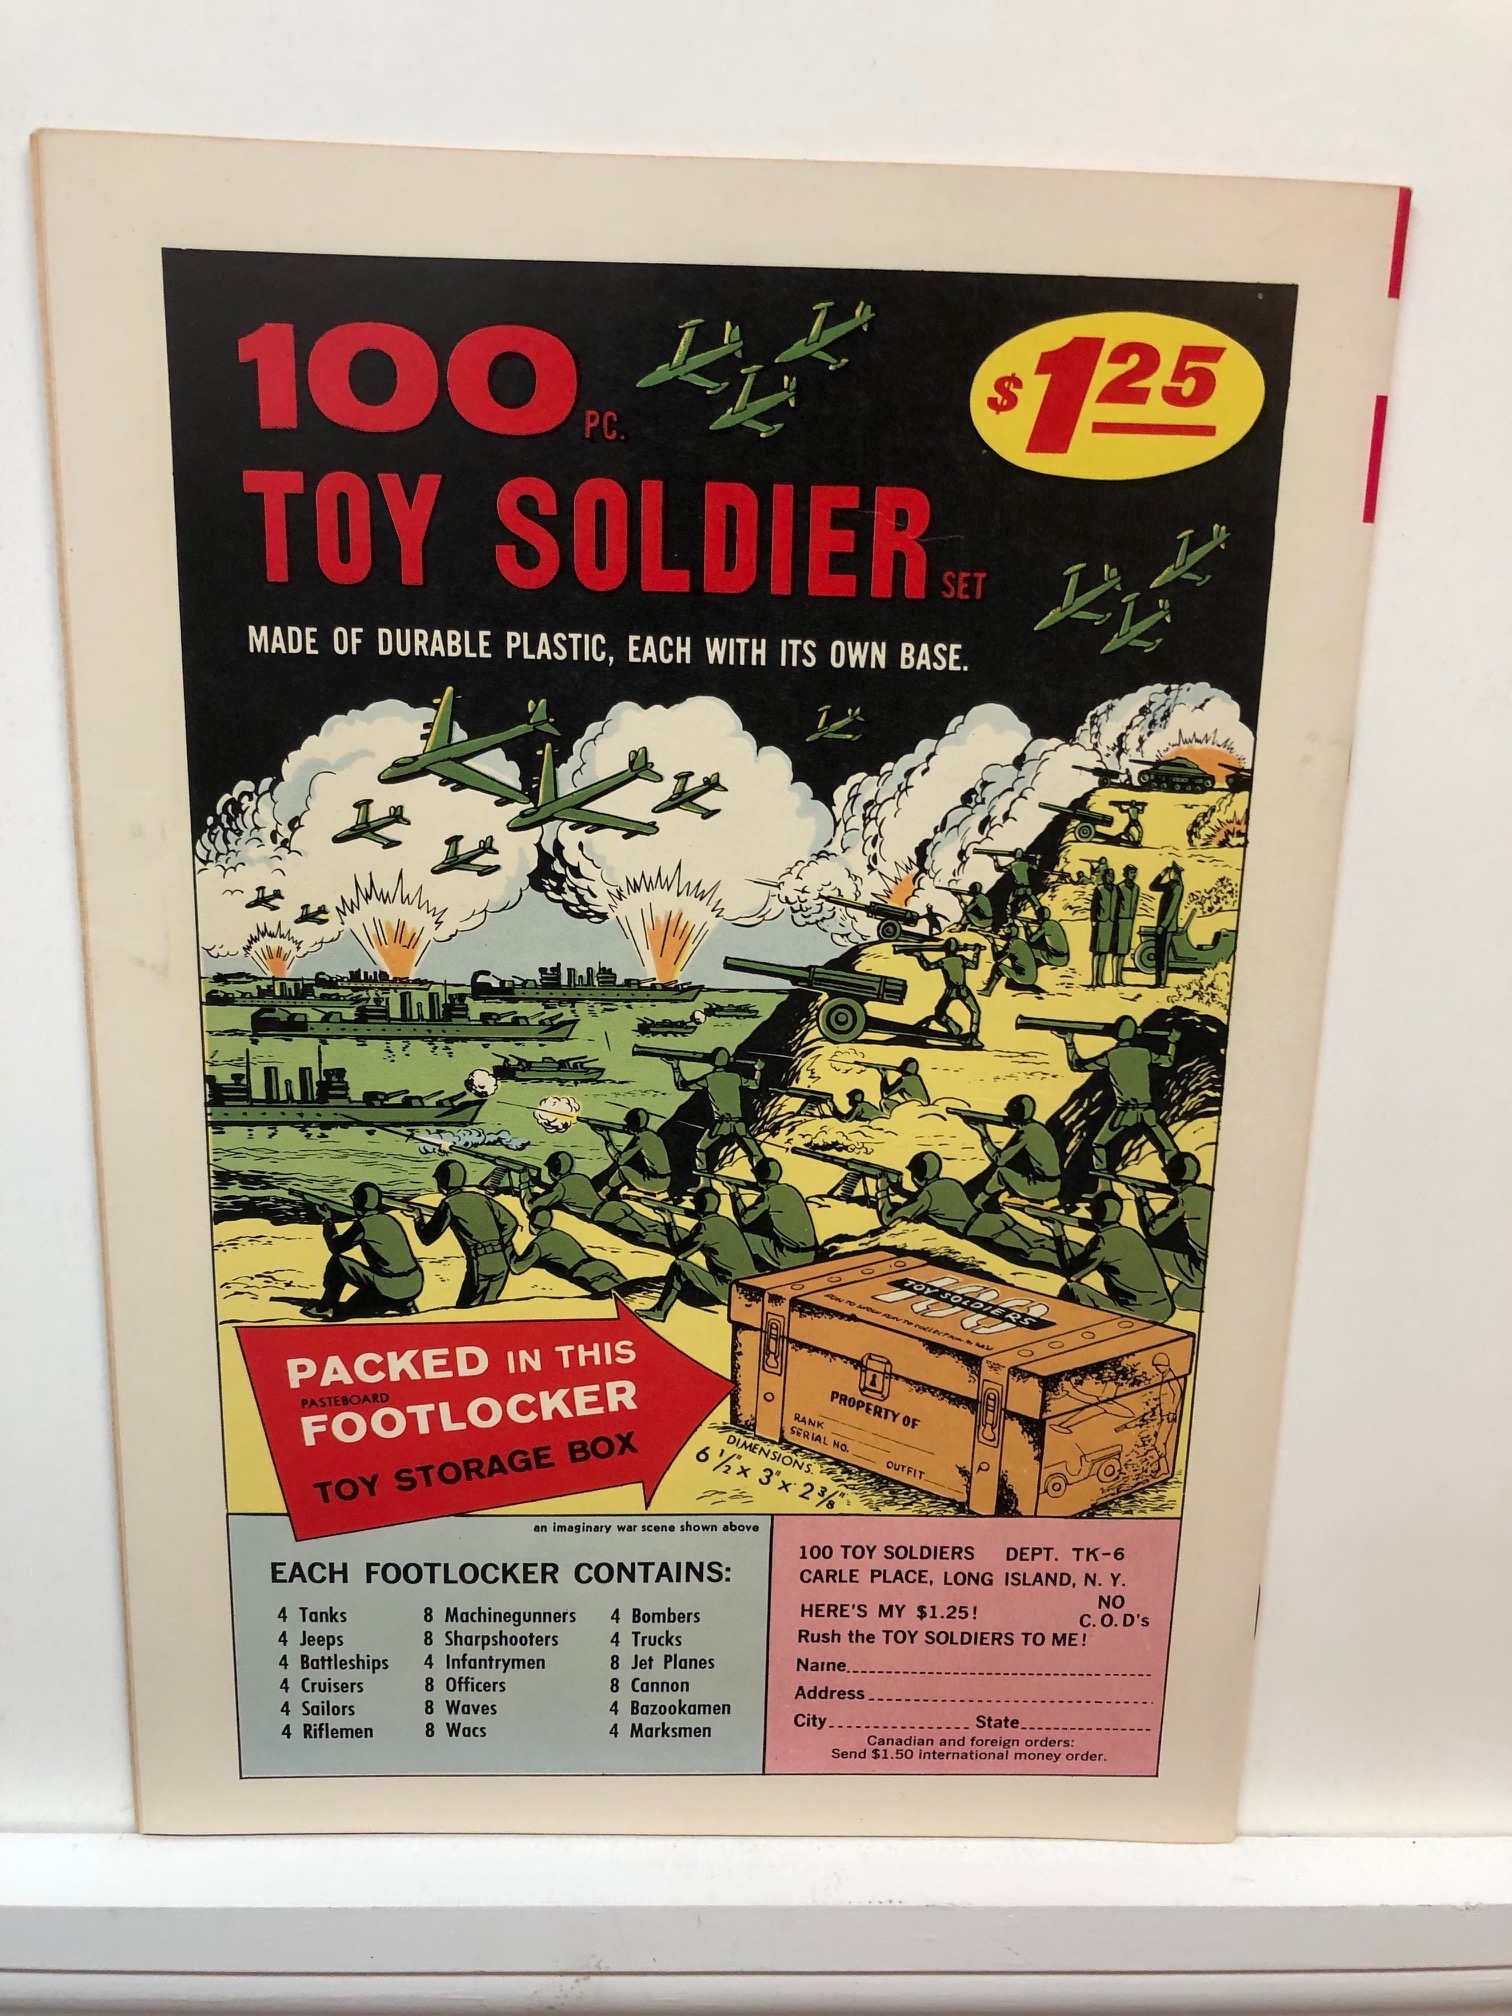 100 PC.
$1.25
TOY SOLDIER SET
MADE OF DURABLE PLASTIC, EACH WITH ITS OWN BASE.
PACKED IN THIS
PASTEBOARD
FOOTLOCKER
TOY STORAGE BOX
100
TOY SOLDIERS
PROPERTY OF
RANK
SERIAL NO.
OUTFIT
DIMENSIONS
6 1/2" x 3" x 2 3/8"
an imaginary war scene shown above
EACH FOOTLOCKER CONTAINS:
4 Tanks
4 Jeeps
4 Battleships
4 Cruisers
4 Sailors
4 Riflemen
8 Machinegunners
8 Sharpshooters
4 Infantrymen
8 Officers
8 Waves
8 Wacs
4 Bombers
4 Trucks
8 Jet Planes
8 Cannon
4 Bazookamen
4 Marksmen
100 TOY SOLDIERS DEPT. TK-6
CARLE PLACE, LONG ISLAND, N. Y.
HERE'S MY $1.25! NO C.O.D's
Rush the TOY SOLDIERS TO ME!
Name
Address
City State
Canadian and foreign orders:
Send $1.50 international money order.